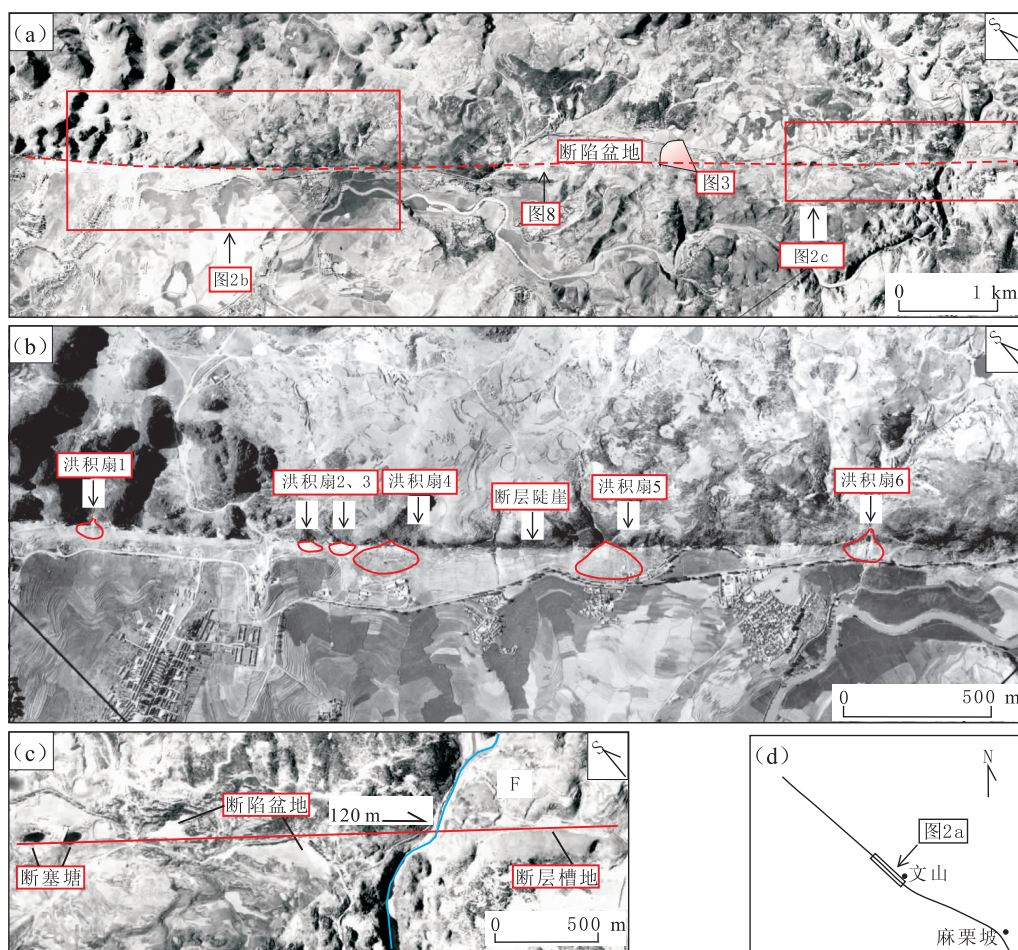 (a)
S
断陷盆地
图3
图8
图2b
图2c
0 1 km
(b)
S
洪积扇1
洪积扇2、3
洪积扇4
断层陡崖
洪积扇5
洪积扇6
0 500 m
(c)
S
F
断陷盆地
120 m
断塞塘
断层槽地
0 500 m
(d)
N
图2a
文山
麻栗坡